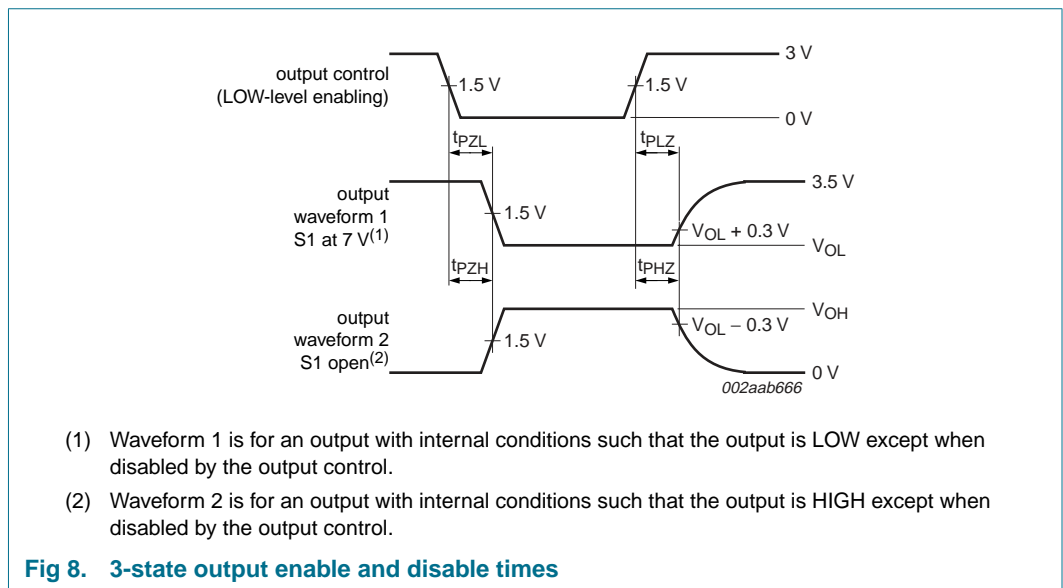 output control
(LOW-level enabling)
1.5 V
1.5 V
3 V
0 V
tPZL
tPLZ
output
waveform 1
S1 at 7 V(1)
1.5 V
3.5 V
VOL + 0.3 V
VOL
tPZH
tPHZ
output
waveform 2
S1 open(2)
1.5 V
VOH
VOL − 0.3 V
0 V
002aab666
(1) Waveform 1 is for an output with internal conditions such that the output is LOW except when
disabled by the output control.
(2) Waveform 2 is for an output with internal conditions such that the output is HIGH except when
disabled by the output control.
Fig 8. 3-state output enable and disable times